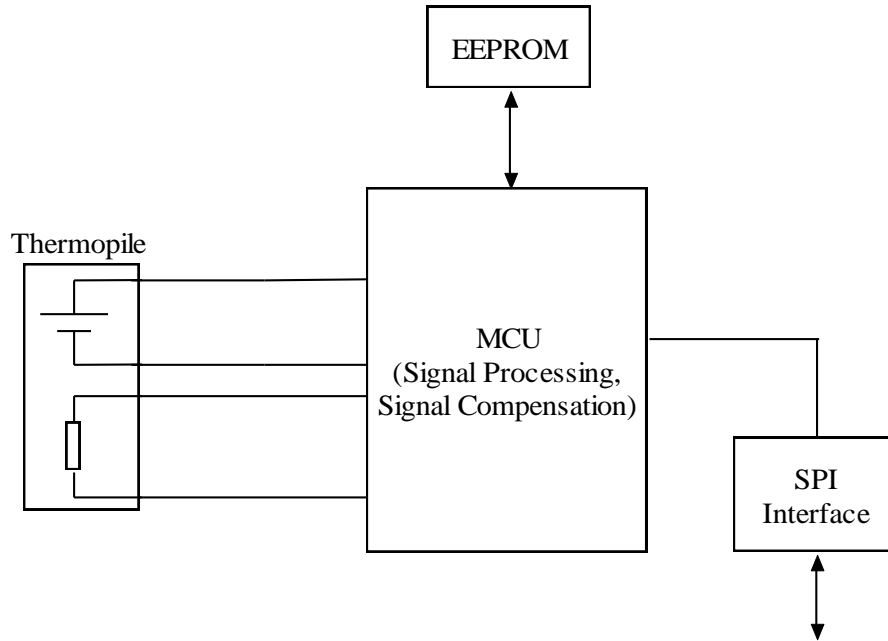 EEPROM
Thermopile
MCU
(Signal Processing,
Signal Compensation)
SPI
Interface